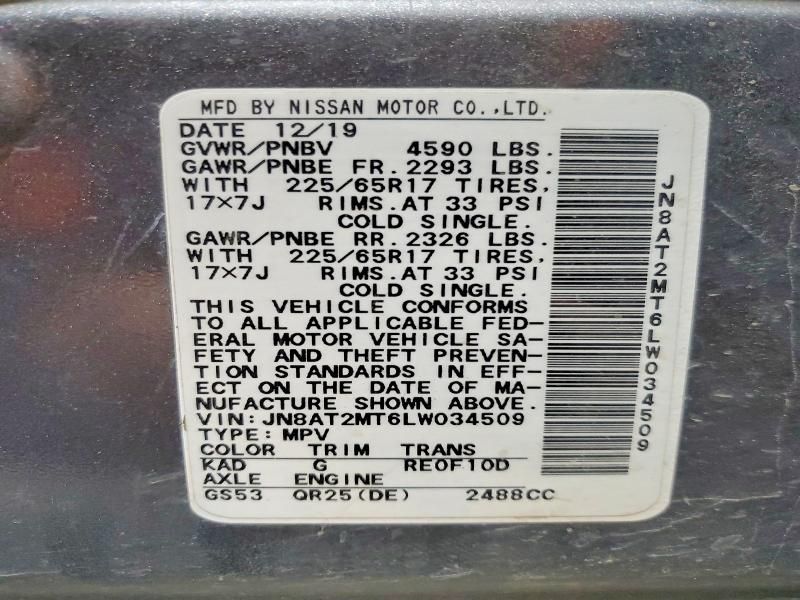 MFD BY NISSAN MOTOR CO.,LTD.
DATE 12/19
GVWR/PNBV 4590 LBS.
GAWR/PNBE FR. 2293 LBS.
WITH 225/65R17 TIRES,
17×7J RIMS.AT 33 PSI
COLD SINGLE.
GAWR/PNBE RR. 2326 LBS.
WITH 225/65R17 TIRES,
17×7J RIMS.AT 33 PSI
COLD SINGLE.
THIS VEHICLE CONFORMS
TO ALL APPLICABLE FED-
ERAL MOTOR VEHICLE SA-
FETY AND THEFT PREVEN-
TION STANDARDS IN EFF-
ECT ON THE DATE OF MA-
NUFACTURE SHOWN ABOVE.
VIN:JN8AT2MT6LW034509
TYPE:MPV
COLOR TRIM TRANS
KAD G RE0F10D
AXLE ENGINE
GS53 QR25(DE) 2488CC
JN8AT2MT6LW034509